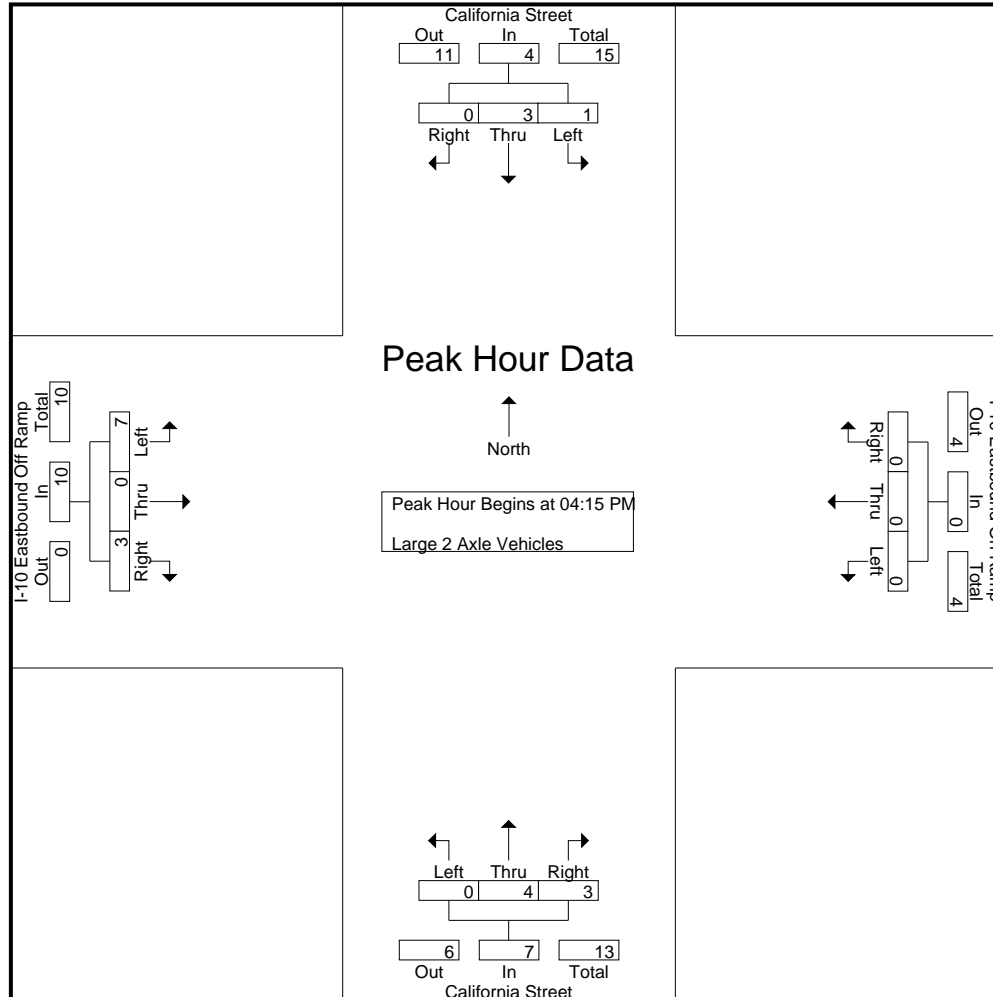 California Street
Out In Total
11 4 15
0 3 1
Right Thru Left
Peak Hour Data
North
Peak Hour Begins at 04:15 PM
Large 2 Axle Vehicles
I-10 Eastbound Off Ramp
Out In Total
0 10 10
3 0 7
Right Thru Left
Out In Total
4 0 4
0 0 0
Right Thru Left
Left Thru Right
0 4 3
6 7 13
Out In Total
California Street